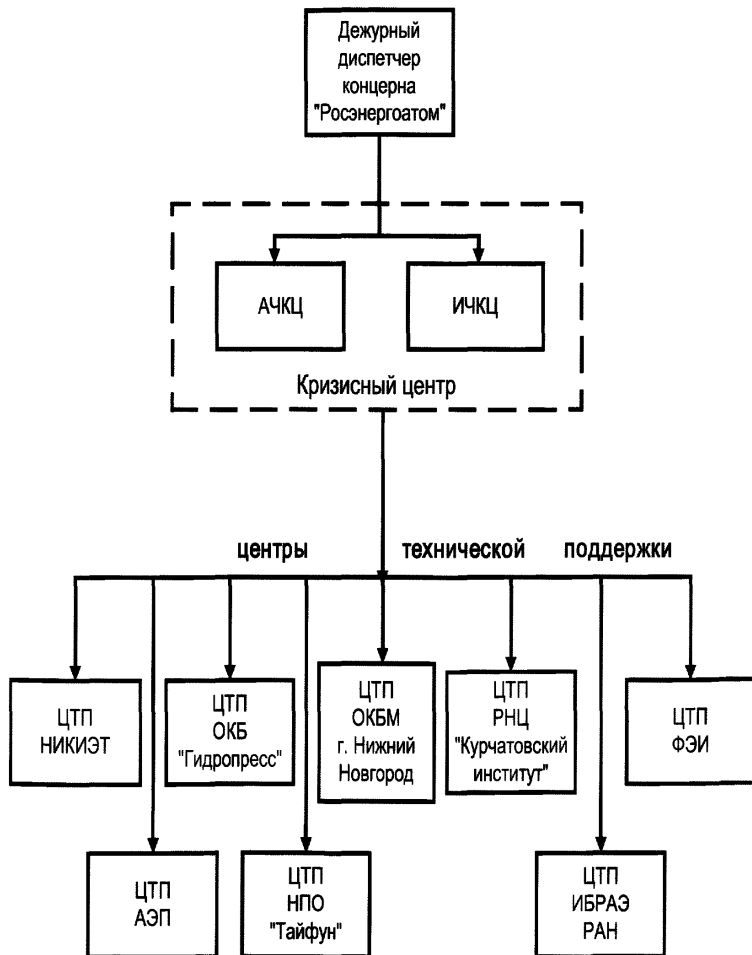 Дежурный
диспетчер
концерна
"Росэнергоатом"
АЧКЦ
ИЧКЦ
Кризисный центр
центры технической поддержки
ЦТП
НИКИЭТ
ЦТП
ОКБ
"Гидропресс"
ЦТП
ОКБМ
г. Нижний
Новгород
ЦТП
РНЦ
"Курчатовский
институт"
ЦТП
ФЭИ
ЦТП
АЭП
ЦТП
НПО
"Тайфун"
ЦТП
ИБРАЭ
РАН